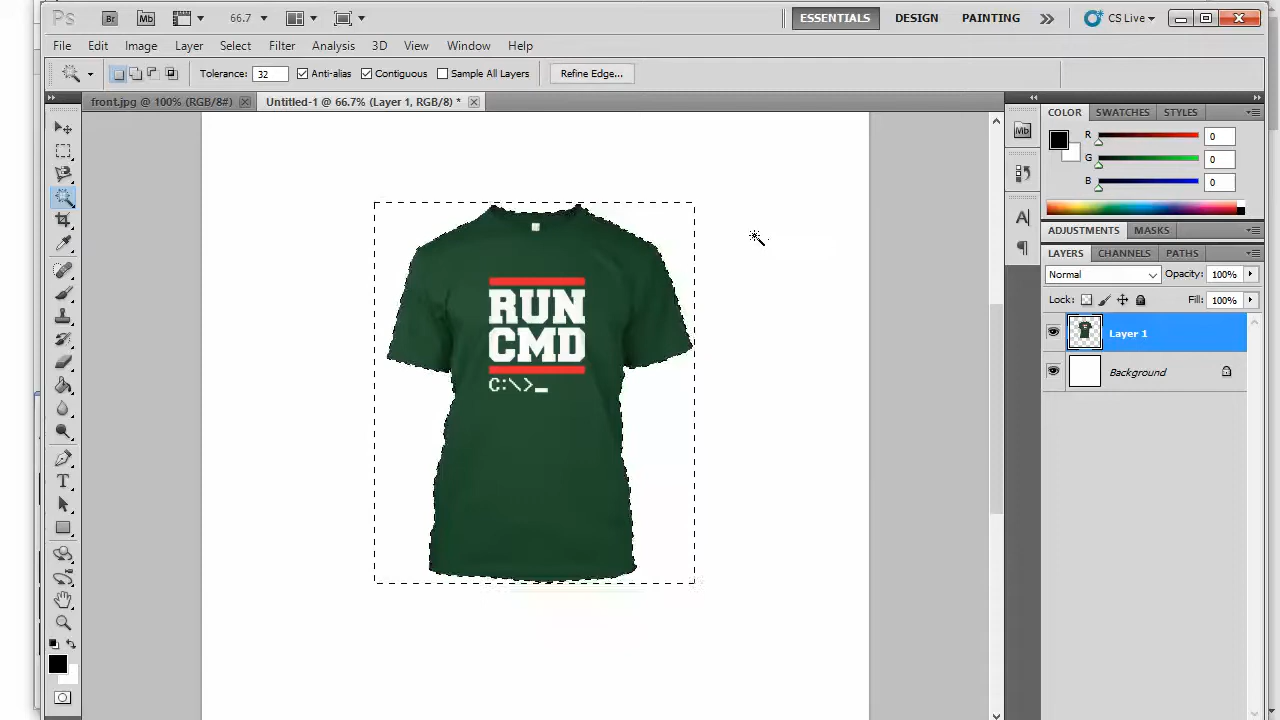 Ps Br Mb 66.7 ESSENTIALS DESIGN PAINTING CS Live
File Edit Image Layer Select Filter Analysis 3D View Window Help
Tolerance: 32 Anti-alias Contiguous Sample All Layers Refine Edge...
front.jpg @ 100% (RGB/8#) Untitled-1 @ 66.7% (Layer 1, RGB/8) *
COLOR SWATCHES STYLES
Mb
R 0
G 0
B 0
A
ADJUSTMENTS MASKS
LAYERS CHANNELS PATHS
Normal Opacity: 100%
Lock: Fill: 100%
Layer 1
Background
T
RUN
CMD
C:\>_